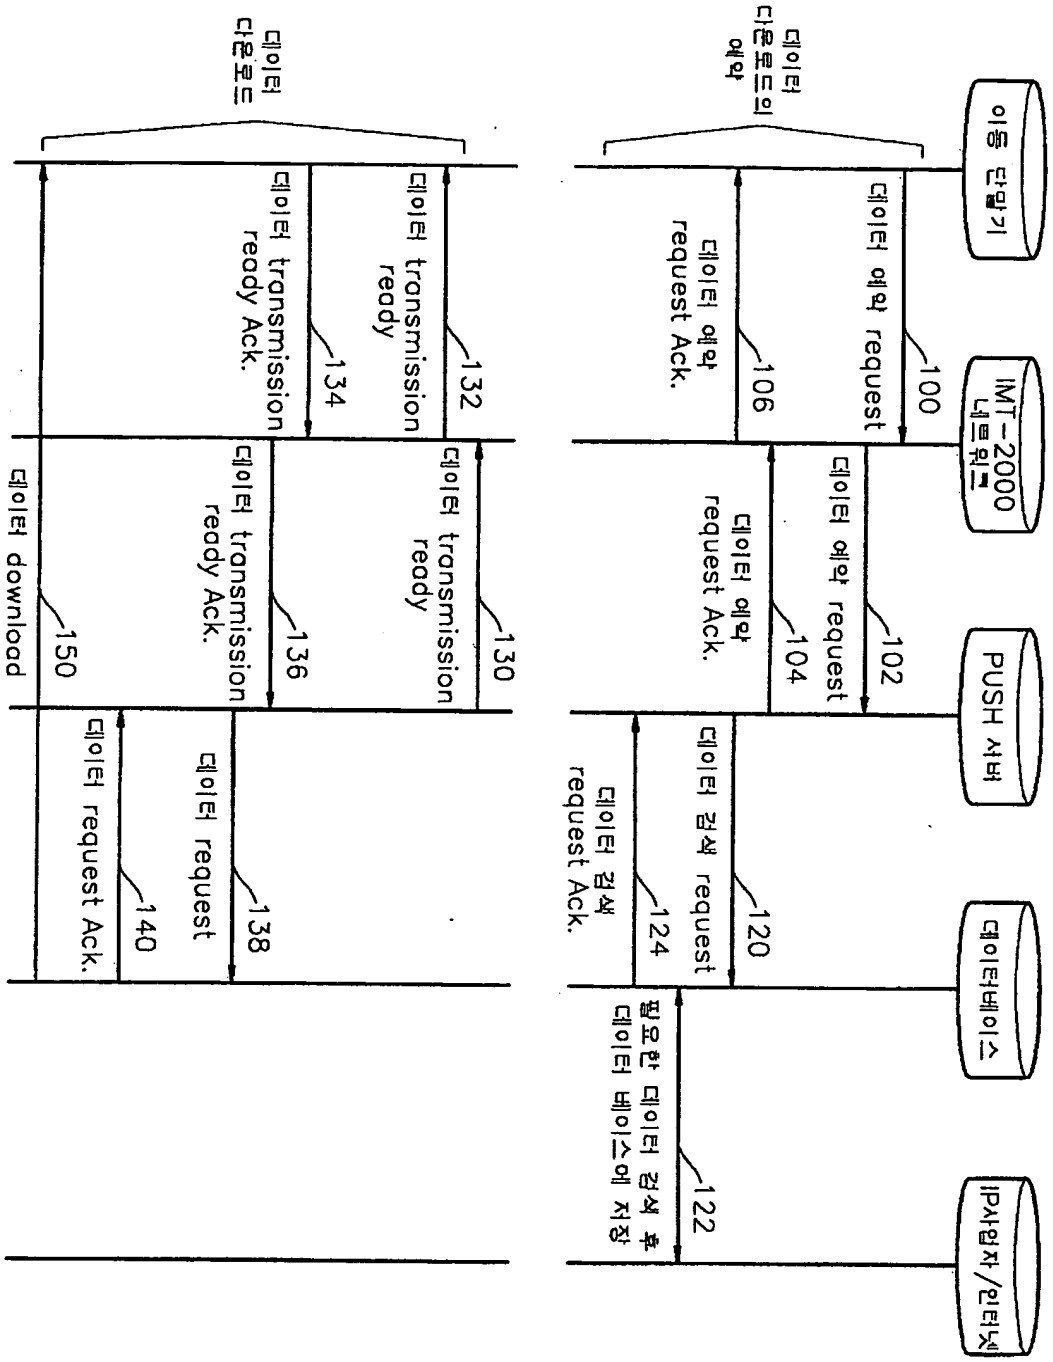 이동 단말기
IMT-2000
네트워크
PUSH 서버
데이터베이스
IP사업자/인터넷
데이터
다운로드의
예약
100
데이터 예약 request
102
데이터 예약 request
104
데이터 예약
request Ack.
106
데이터 예약
request Ack.
120
데이터 검색 request
122
필요한 데이터 검색 후
데이터 베이스에 저장
124
데이터 검색
request Ack.
데이터
다운로드
130
데이터 transmission
ready
132
데이터 transmission
ready
134
데이터 transmission
ready Ack.
136
데이터 transmission
ready Ack.
138
데이터 request
140
데이터 request Ack.
150
데이터 download